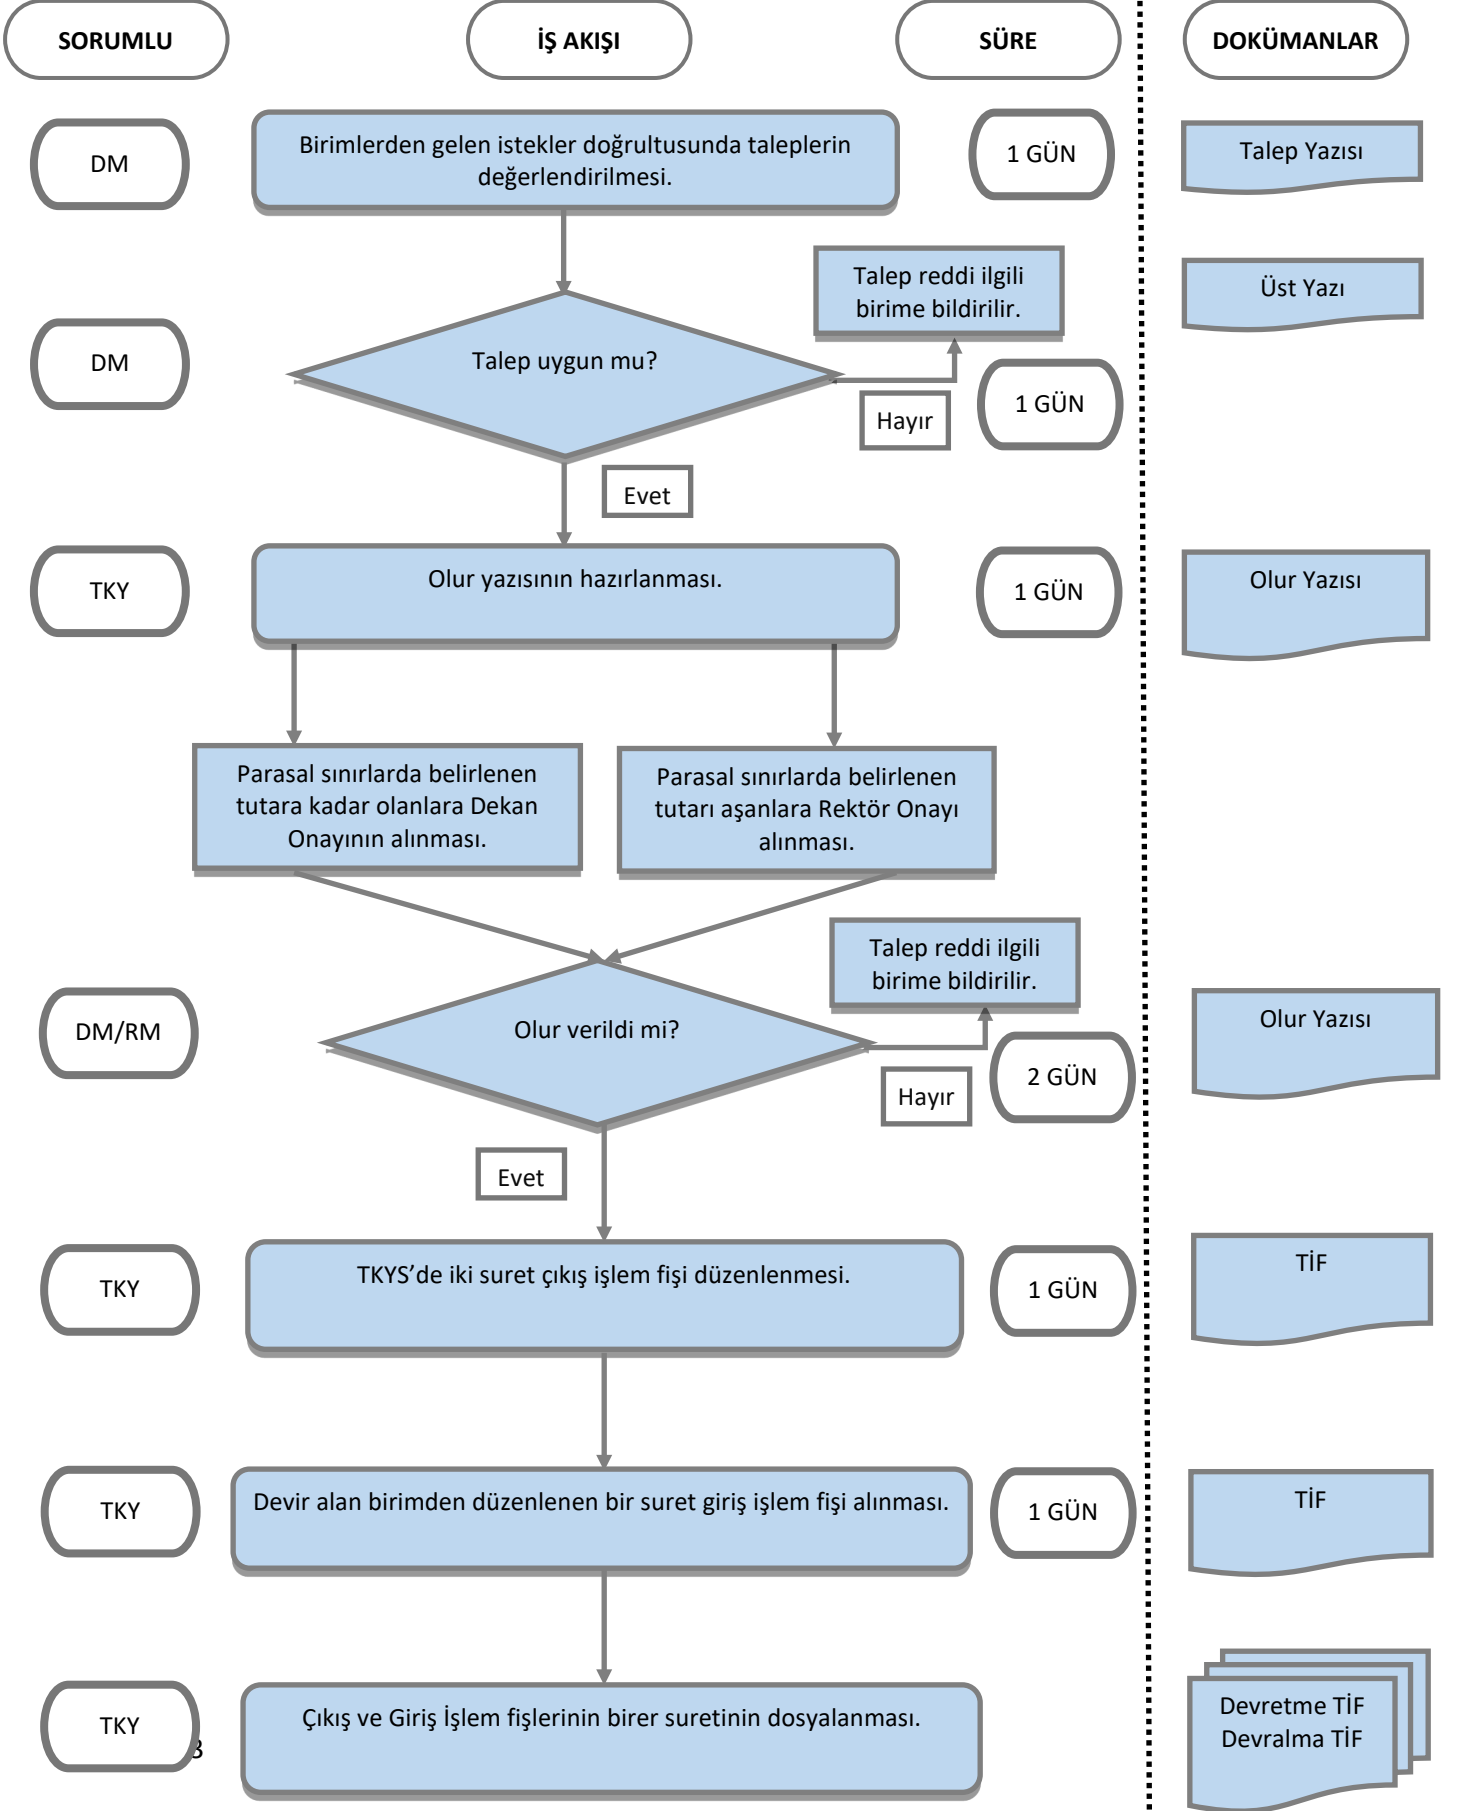 SORUMLU
İŞ AKIŞI
SÜRE
DOKÜMANLAR
DM
Birimlerden gelen istekler doğrultusunda taleplerin
değerlendirilmesi.
1 GÜN
Talep Yazısı
DM
Talep uygun mu?
Talep reddi ilgili
birime bildirilir.
Hayır
1 GÜN
Üst Yazı
Evet
TKY
Olur yazısının hazırlanması.
1 GÜN
Olur Yazısı
Parasal sınırlarda belirlenen
tutara kadar olanlara Dekan
Onayının alınması.
Parasal sınırlarda belirlenen
tutarı aşanlara Rektör Onayı
alınması.
DM/RM
Olur verildi mi?
Talep reddi ilgili
birime bildirilir.
Hayır
2 GÜN
Olur Yazısı
Evet
TKY
TKYS’de iki suret çıkış işlem fişi düzenlenmesi.
1 GÜN
TİF
TKY
Devir alan birimden düzenlenen bir suret giriş işlem fişi alınması.
1 GÜN
TİF
TKY
Çıkış ve Giriş İşlem fişlerinin birer suretinin dosyalanması.
Devretme TİF
Devralma TİF